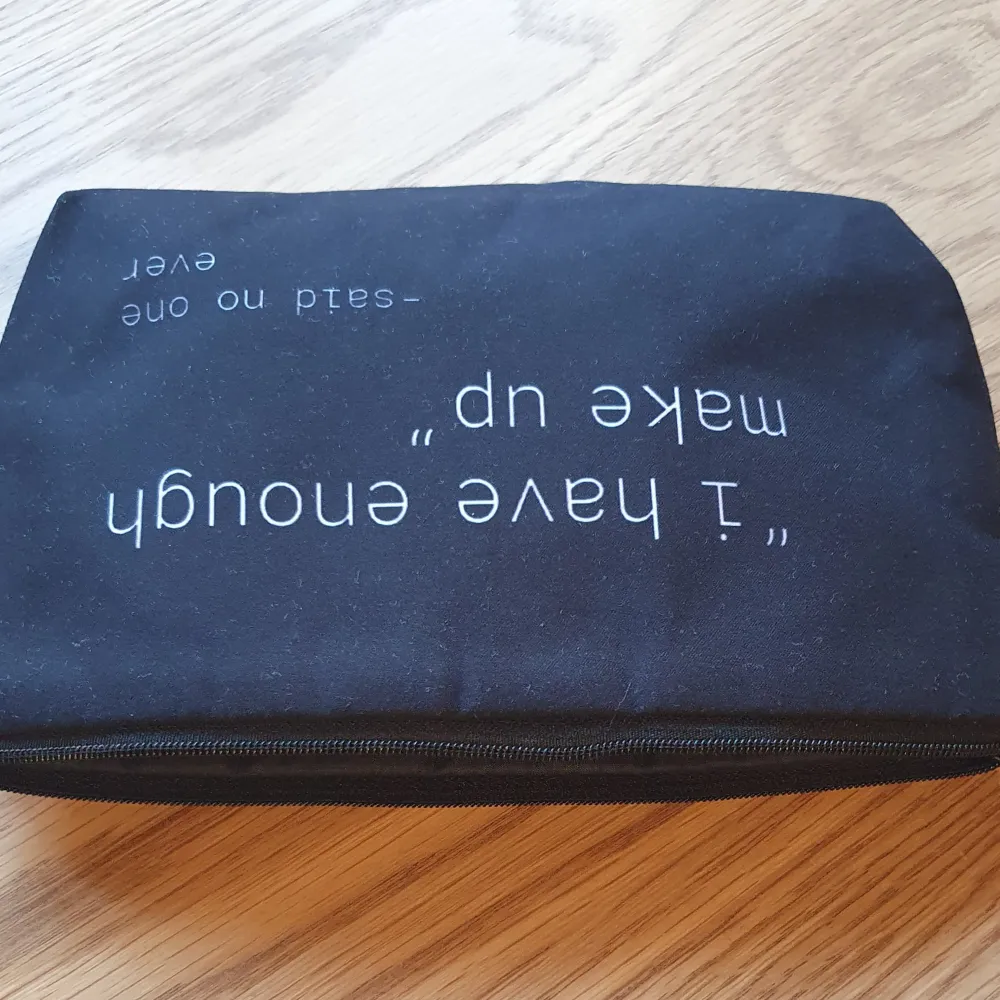 "i have enough
make up"
-said no one
ever